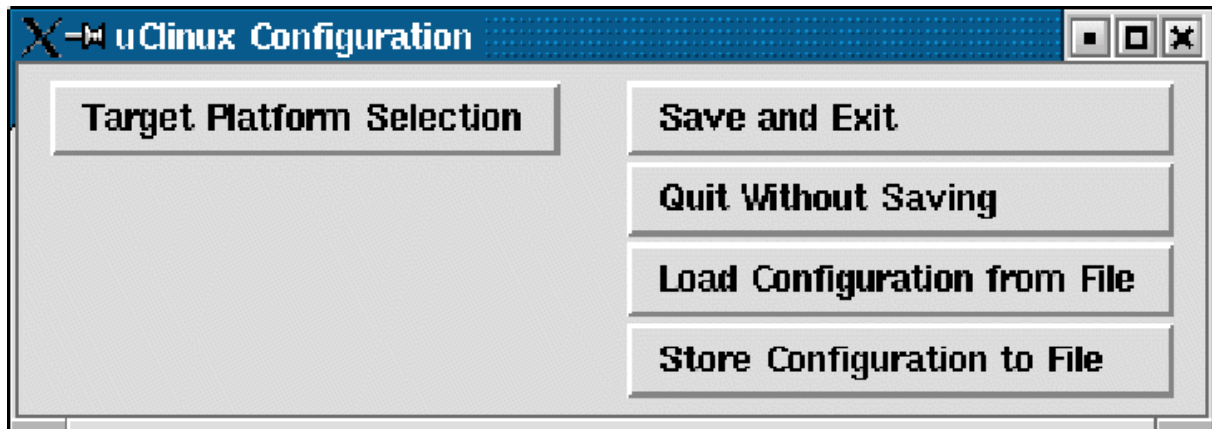 uClinux Configuration
Target Platform Selection
Save and Exit
Quit Without Saving
Load Configuration from File
Store Configuration to File